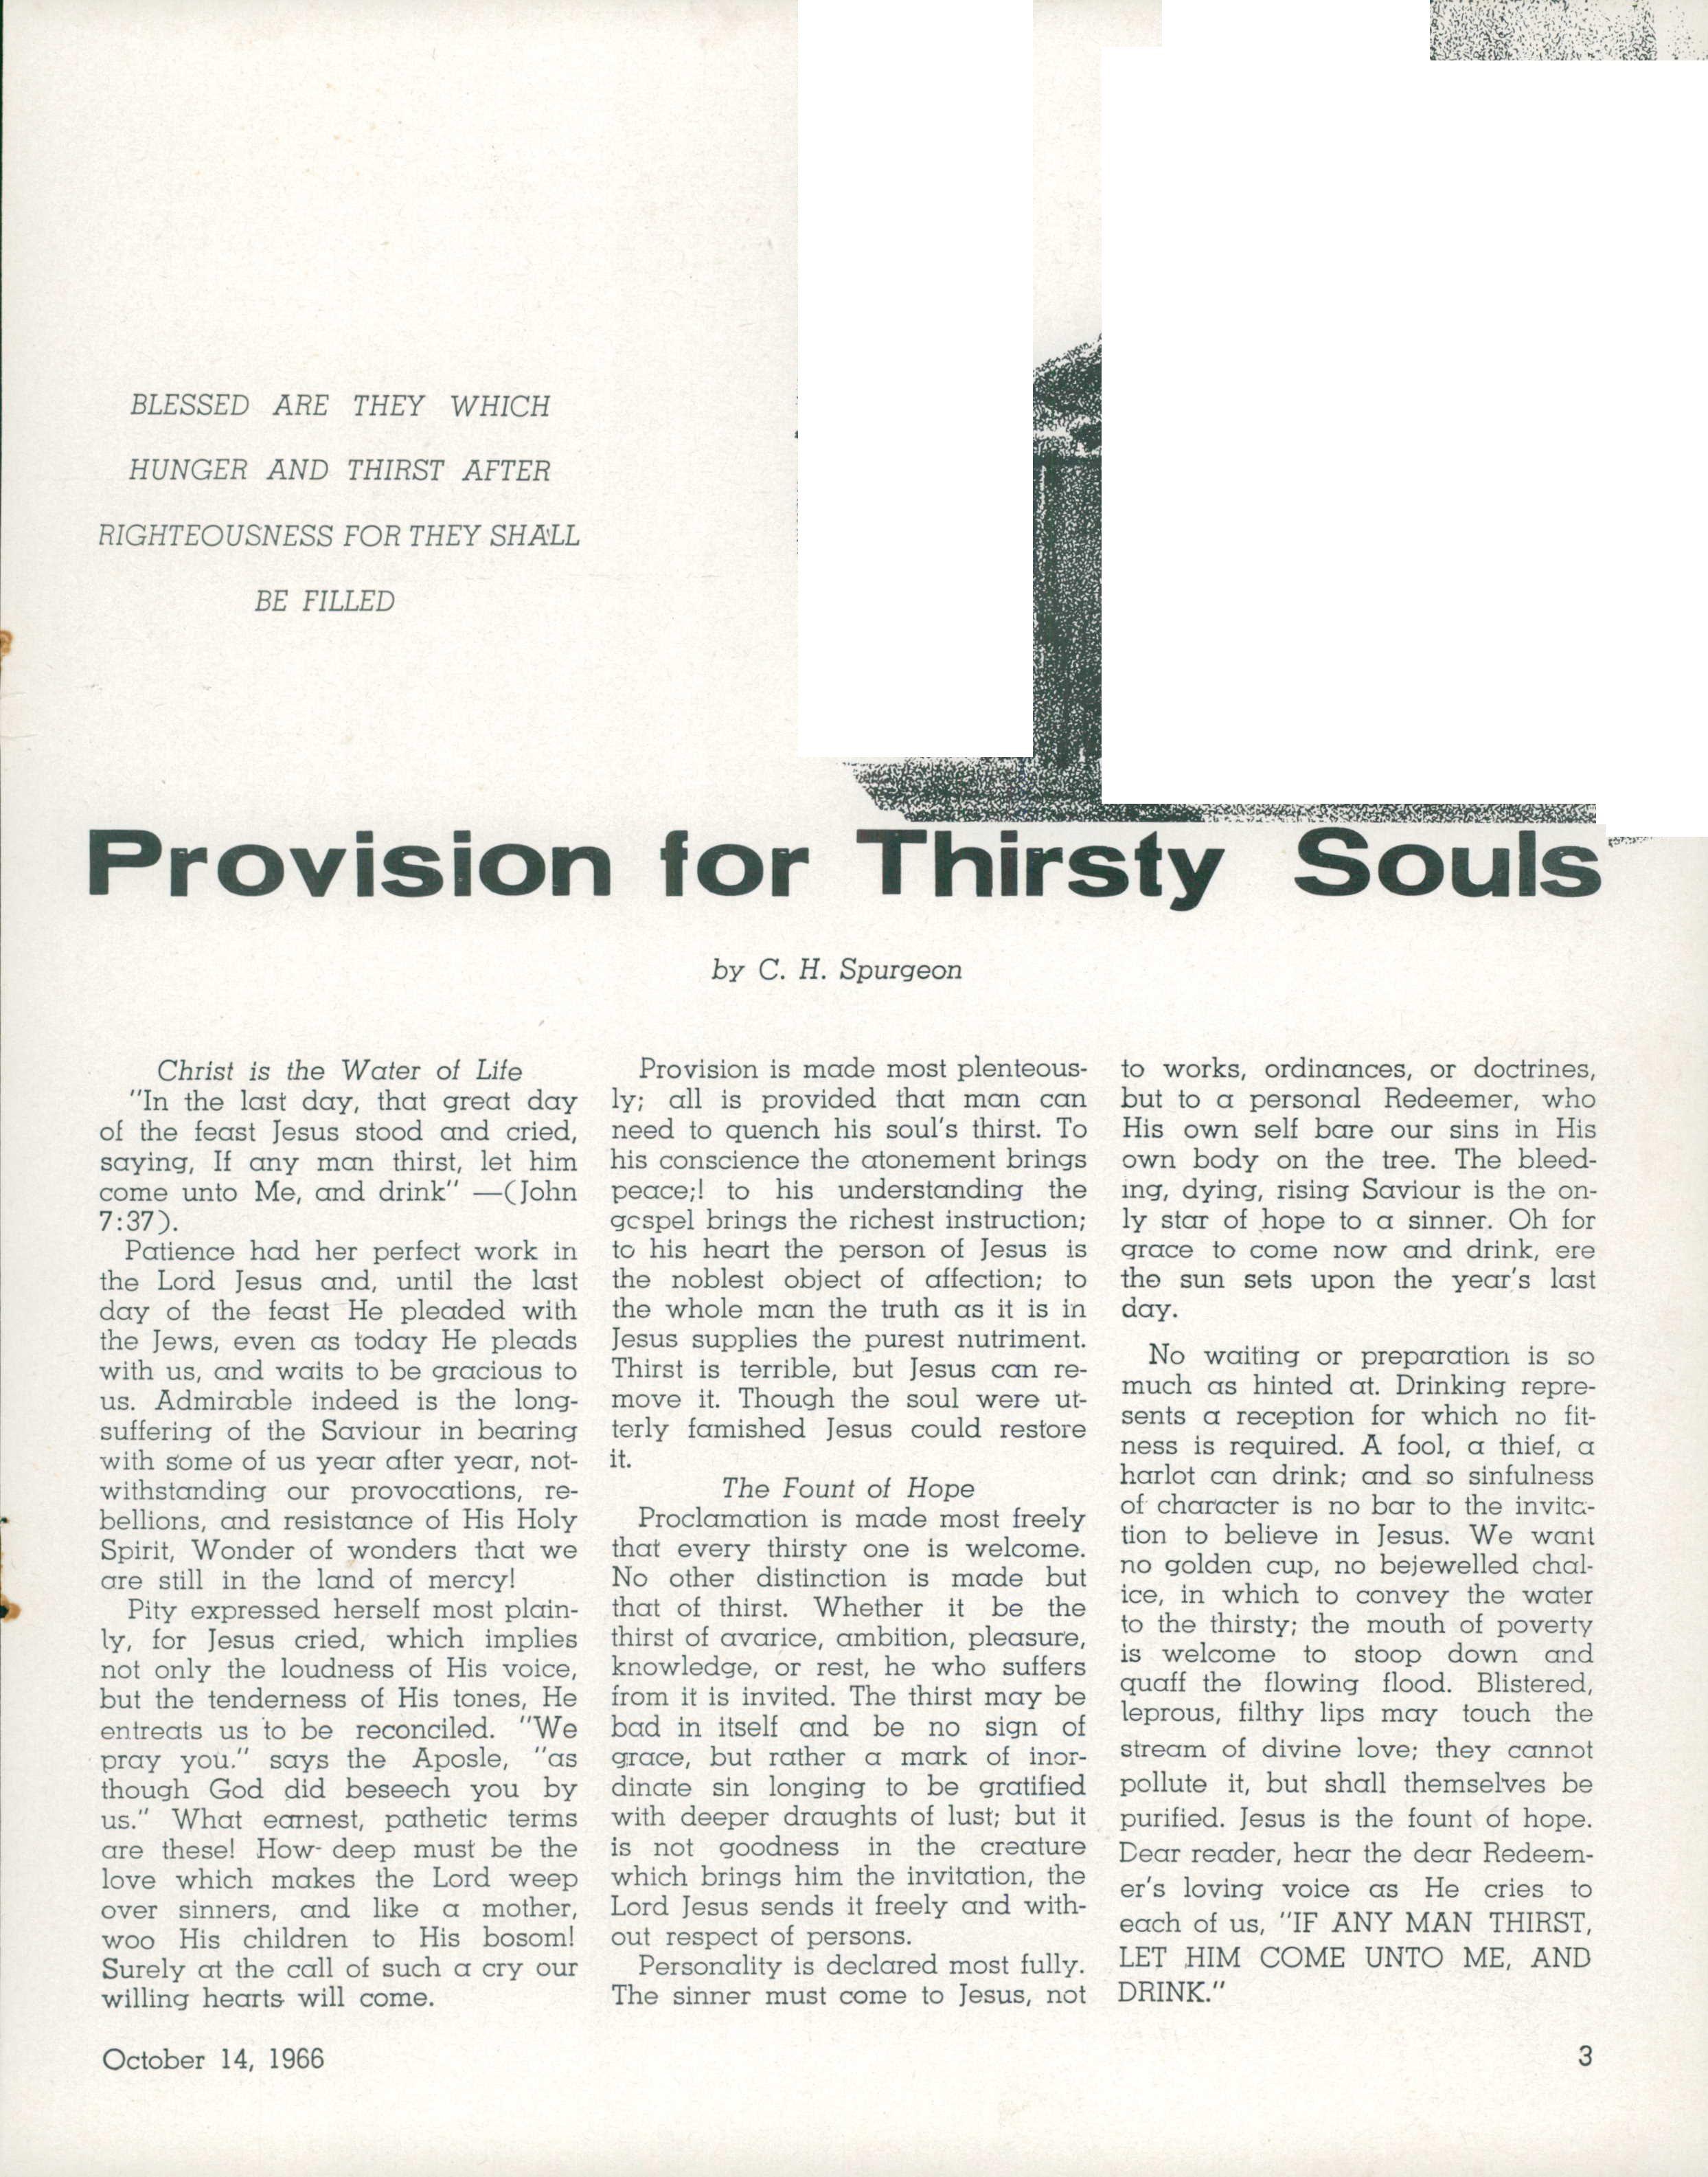 BLESSED ARE THEY WHICH
HUNGER AND THIRST AFTER
RIGHTEOUSNESS FOR THEY SHALL
BE FILLED
Provision for Thirsty Souls
by C. H. Spurgeon
Christ is the Water of Life
"In the last day, that great day
of the feast Jesus stood and cried,
saying, If any man thirst, let him
come unto Me, and drink" —(John
7:37).
Patience had her perfect work in
the Lord Jesus and, until the last
day of the feast He pleaded with
the Jews, even as today He pleads
with us, and waits to be gracious to
us. Admirable indeed is the long-
suffering of the Saviour in bearing
with some of us year after year, not-
withstanding our provocations, re-
bellions, and resistance of His Holy
Spirit, Wonder of wonders that we
are still in the land of mercy!
Pity expressed herself most plain-
ly, for Jesus cried, which implies
not only the loudness of His voice,
but the tenderness of His tones, He
entreats us to be reconciled. "We
pray you." says the Aposle, "as
though God did beseech you by
us." What earnest, pathetic terms
are these! How- deep must be the
love which makes the Lord weep
over sinners, and like a mother,
woo His children to His bosom!
Surely at the call of such a cry our
willing hearts will come.
Provision is made most plenteous-
ly; all is provided that man can
need to quench his soul's thirst. To
his conscience the atonement brings
peace;! to his understanding the
gcspel brings the richest instruction;
to his heart the person of Jesus is
the noblest object of affection; to
the whole man the truth as it is in
Jesus supplies the purest nutriment.
Thirst is terrible, but Jesus can re-
move it. Though the soul were ut-
terly famished Jesus could restore
it.
The Fount of Hope
Proclamation is made most freely
that every thirsty one is welcome.
No other distinction is made but
that of thirst. Whether it be the
thirst of avarice, ambition, pleasure,
knowledge, or rest, he who suffers
from it is invited. The thirst may be
bad in itself and be no sign of
grace, but rather a mark of inor-
dinate sin longing to be gratified
with deeper draughts of lust; but it
is not goodness in the creature
which brings him the invitation, the
Lord Jesus sends it freely and with-
out respect of persons.
Personality is declared most fully.
The sinner must come to Jesus, not
to works, ordinances, or doctrines,
but to a personal Redeemer, who
His own self bare our sins in His
own body on the tree. The bleed-
ing, dying, rising Saviour is the on-
ly star of hope to a sinner. Oh for
grace to come now and drink, ere
the sun sets upon the year's last
day.
No waiting or preparation is so
much as hinted at. Drinking repre-
sents a reception for which no fit-
ness is required. A fool, a thief, a
harlot can drink; and so sinfulness
of character is no bar to the invita-
tion to believe in Jesus. We want
no golden cup, no bejewelled chal-
ice, in which to convey the water
to the thirsty; the mouth of poverty
is welcome to stoop down and
quaff the flowing flood. Blistered,
leprous, filthy lips may touch the
stream of divine love; they cannot
pollute it, but shall themselves be
purified. Jesus is the fount of hope.
Dear reader, hear the dear Redeem-
er's loving voice as He cries to
each of us, "IF ANY MAN THIRST,
LET HIM COME UNTO ME, AND
DRINK."
October 14, 1966
3